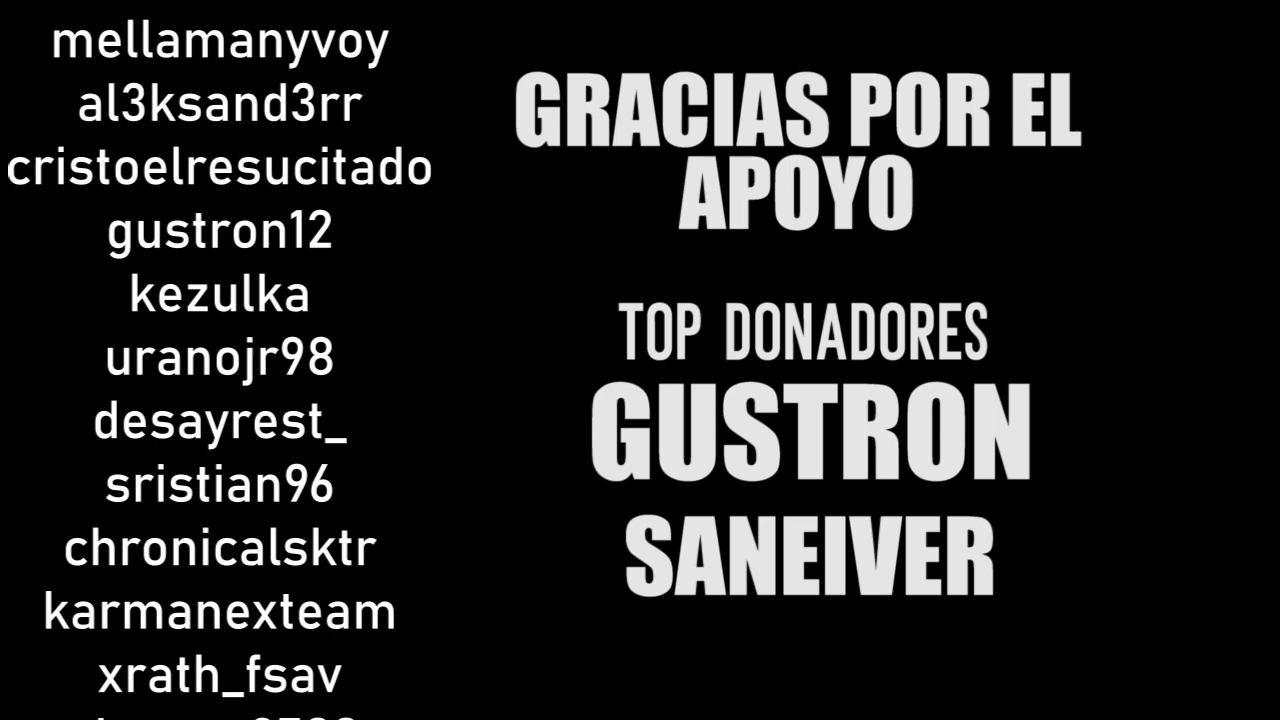 mellamanyvoy
al3ksand3rr
cristoelresucitado
gustron12
kezulka
uranojr98
desayrest_
sristian96
chronicalsktr
karmanexteam
xrath_fsav
GRACIAS POR EL
APOYO
TOP DONADORES
GUSTRON
SANEIVER